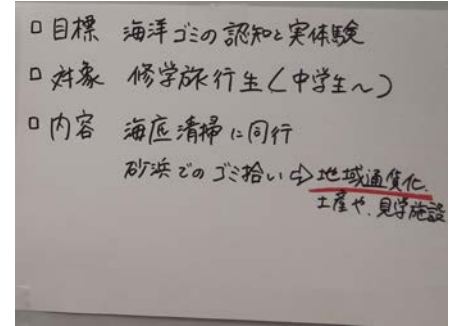 □目標 海洋ゴミの認知と実体験
□対象 修学旅行生(中学生~)
□内容 海底清掃に同行
砂浜でのゴミ拾い⇨地域通貨化、
土産や、見学施設